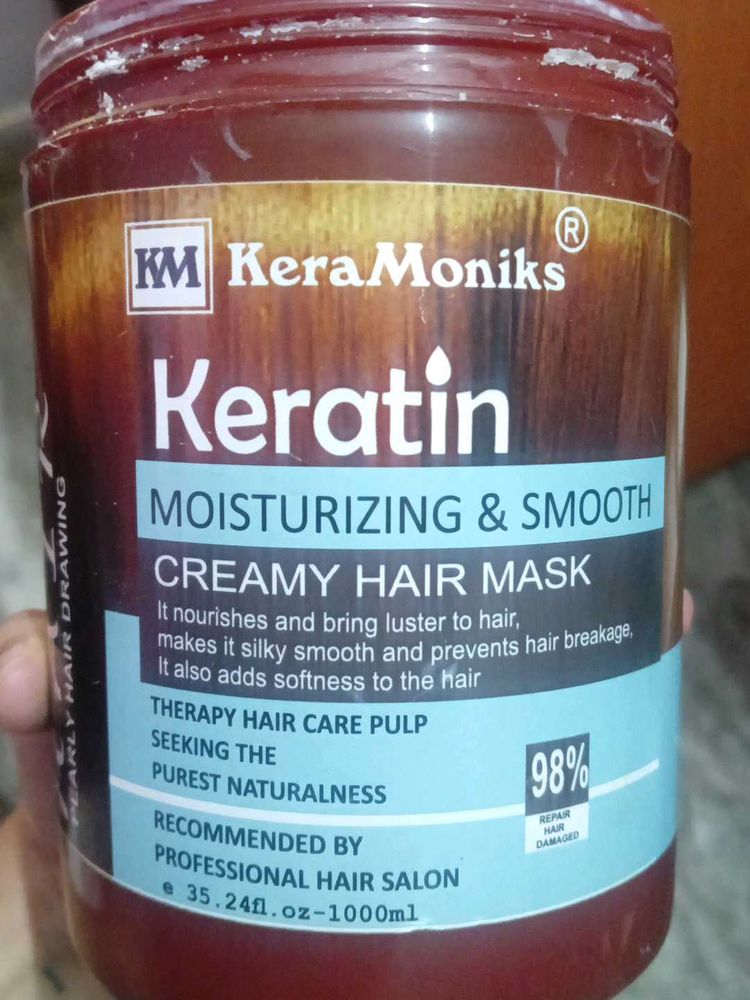 KM KeraMoniks®
Keratin
MOISTURIZING & SMOOTH
CREAMY HAIR MASK
It nourishes and bring luster to hair,
makes it silky smooth and prevents hair breakage,
It also adds softness to the hair
THERAPY HAIR CARE PULP
SEEKING THE
PUREST NATURALNESS
98%
REPAIR
HAIR
DAMAGED
RECOMMENDED BY
PROFESSIONAL HAIR SALON
e 35.24fl.oz-1000ml
PEARLY HAIR DRAWING